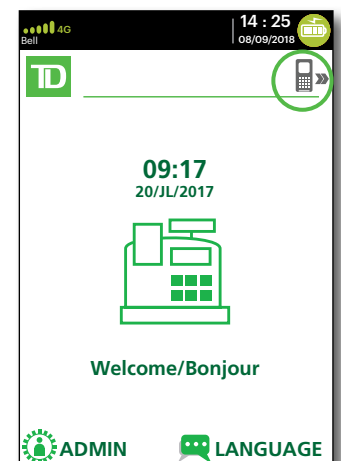 4G
Bell
14 : 25
08/09/2018
TD
09:17
20/JL/2017
Welcome/Bonjour
ADMIN
LANGUAGE